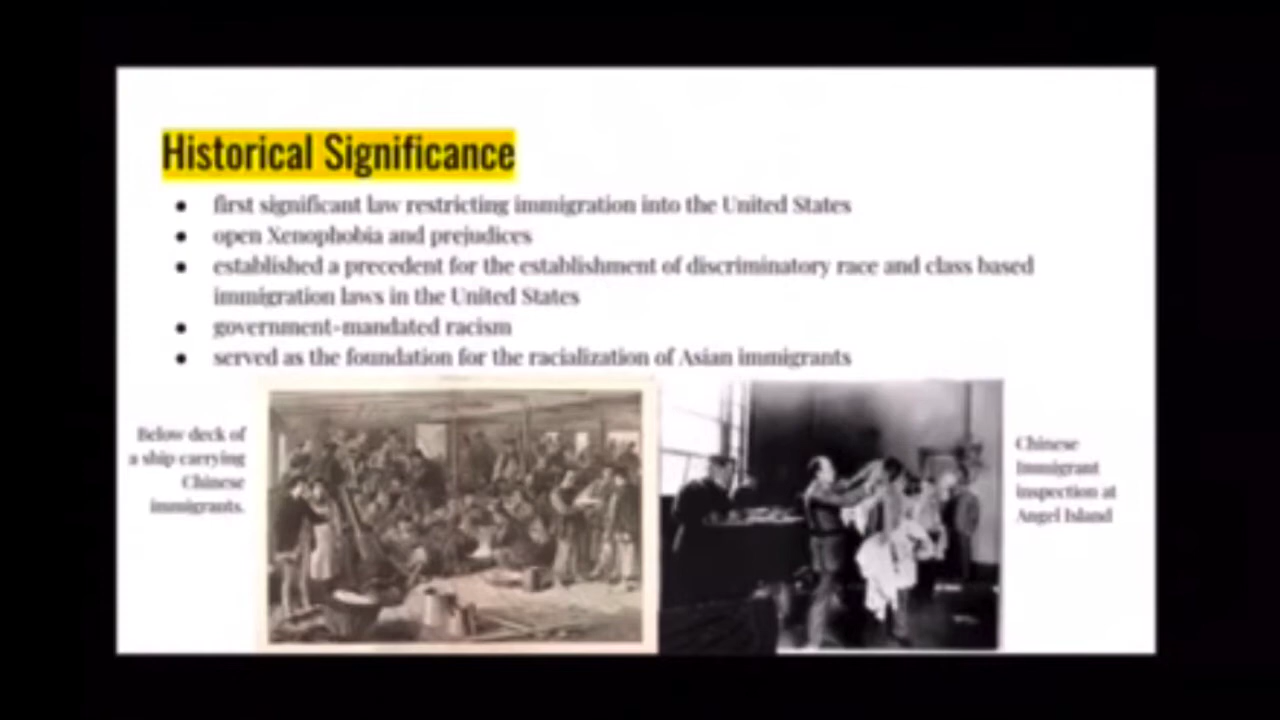 Historical Significance
● first significant law restricting immigration into the United States
● open Xenophobia and prejudices
● established a precedent for the establishment of discriminatory race and class based
immigration laws in the United States
● government-mandated racism
● served as the foundation for the racialization of Asian immigrants
Below deck of
a ship carrying
Chinese
immigrants.
Chinese
Immigrant
inspection at
Angel Island